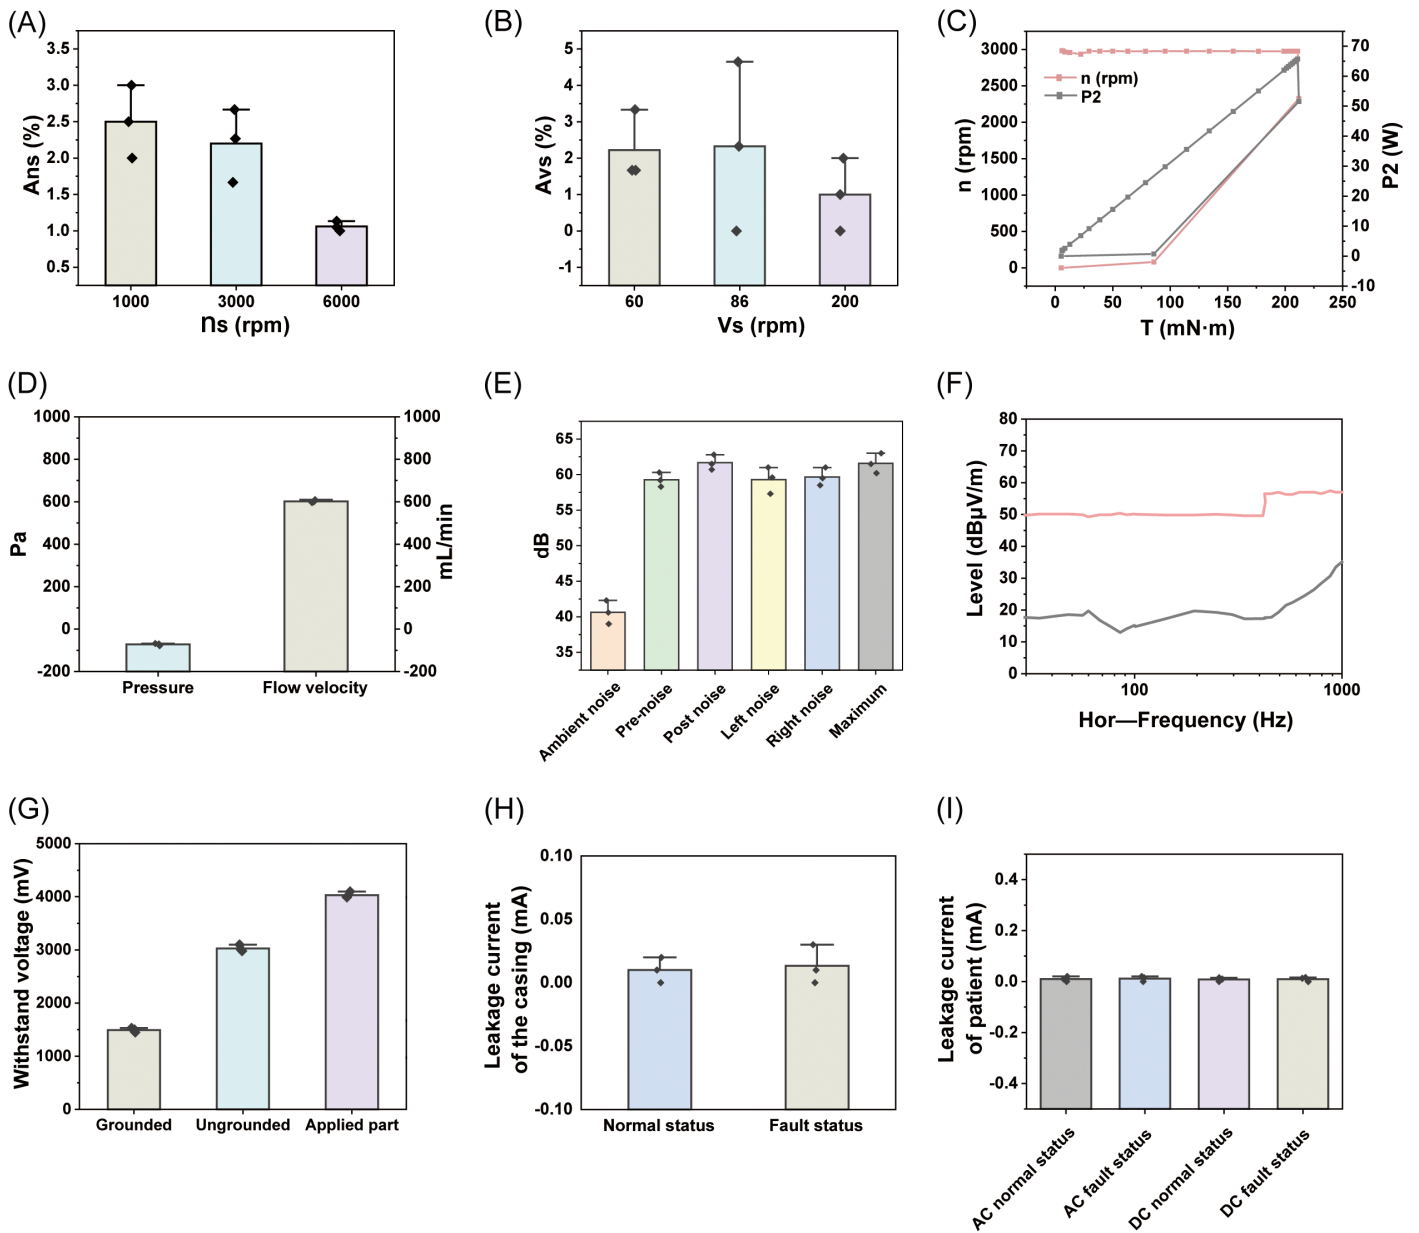 (A)
3.5
3.0
2.5
2.0
1.5
1.0
0.5
Ans (%)
1000 3000 6000
ns (rpm)
(B)
5
4
3
2
1
0
-1
Avs (%)
60 86 200
Vs (rpm)
(C)
3000
2500
2000
1500
1000
500
0
n (rpm)
n (rpm)
P2
70
60
50
40
30
20
10
0
-10
P2 (W)
0 50 100 150 200 250
T (mN·m)
(D)
1000
800
600
400
200
0
-200
Pa
1000
800
600
400
200
0
-200
mL/min
Pressure Flow velocity
(E)
65
60
55
50
45
40
35
dB
Ambient noise
Pre-noise
Post noise
Left noise
Right noise
Maximum
(F)
80
70
60
50
40
30
20
10
0
Level (dBμV/m)
100 1000
Hor—Frequency (Hz)
(G)
5000
4000
3000
2000
1000
0
Withstand voltage (mV)
Grounded Ungrounded Applied part
(H)
0.10
0.05
0.00
-0.05
-0.10
Leakage current
of the casing (mA)
Normal status Fault status
(I)
0.4
0.2
0.0
-0.2
-0.4
Leakage current
of patient (mA)
AC normal status
AC fault status
DC normal status
DC fault status